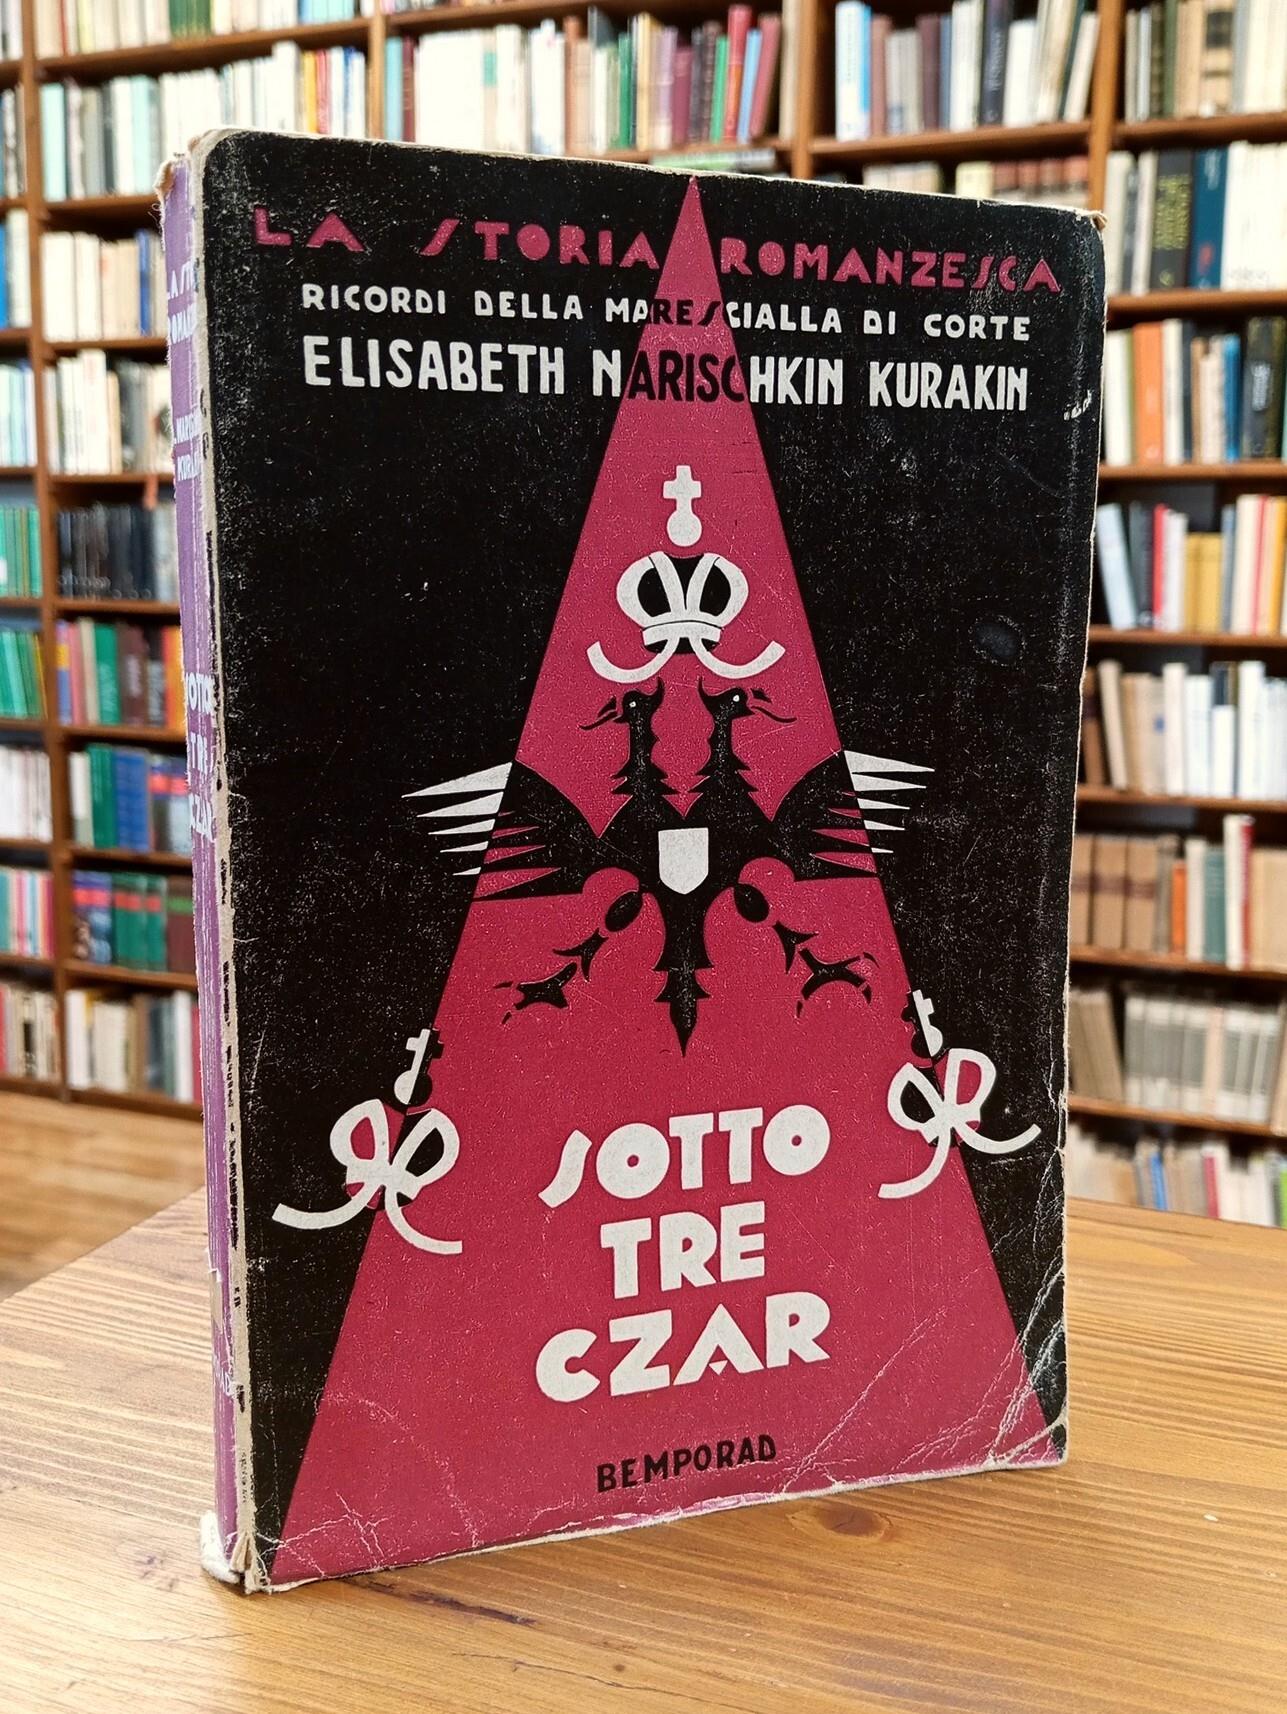 LA STORIA ROMANZESCA
RICORDI DELLA MARESCIALLA DI CORTE
ELISABETH NARISCHKIN KURAKIN
SOTTO
TRE
CZAR
BEMPORAD